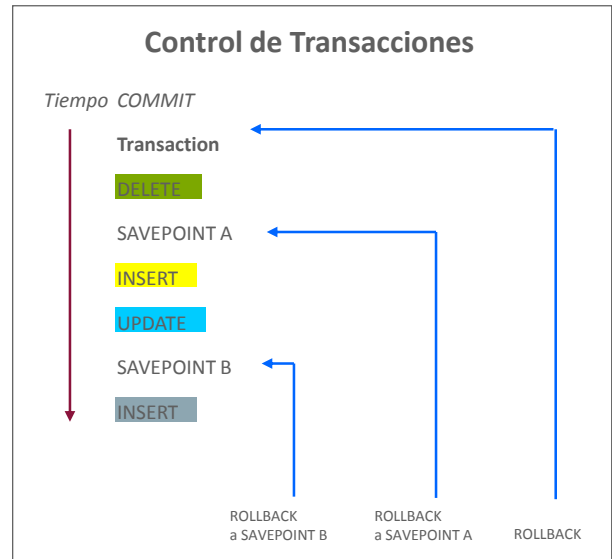 Control de Transacciones
Tiempo COMMIT
Transaction
DELETE
SAVEPOINT A
INSERT
UPDATE
SAVEPOINT B
INSERT
ROLLBACK
a SAVEPOINT B
ROLLBACK
a SAVEPOINT A
ROLLBACK